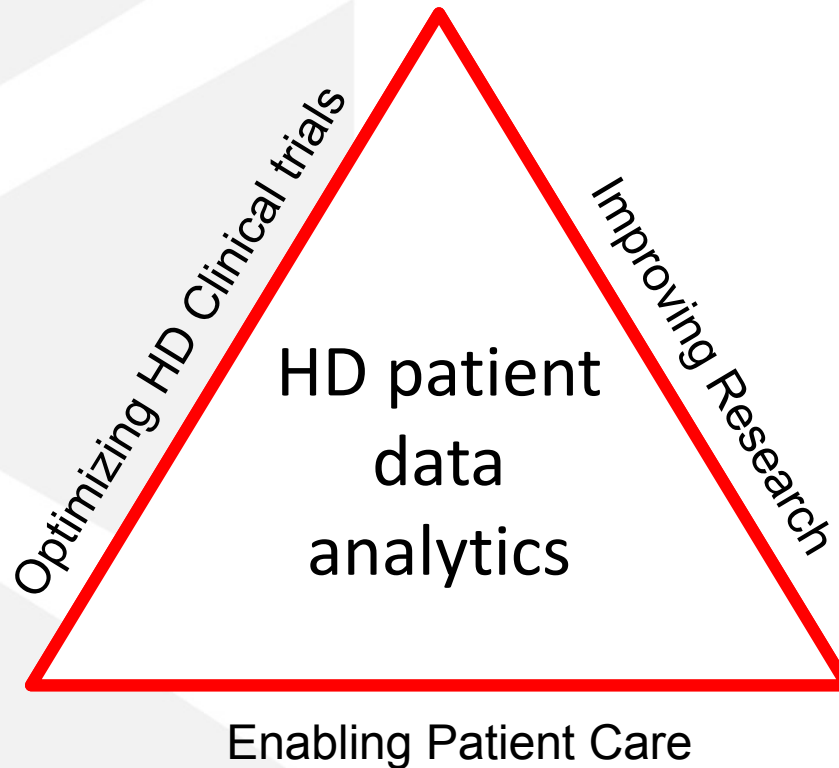 Optimizing HD Clinical trials
Improving Research
HD patient
data
analytics
Enabling Patient Care